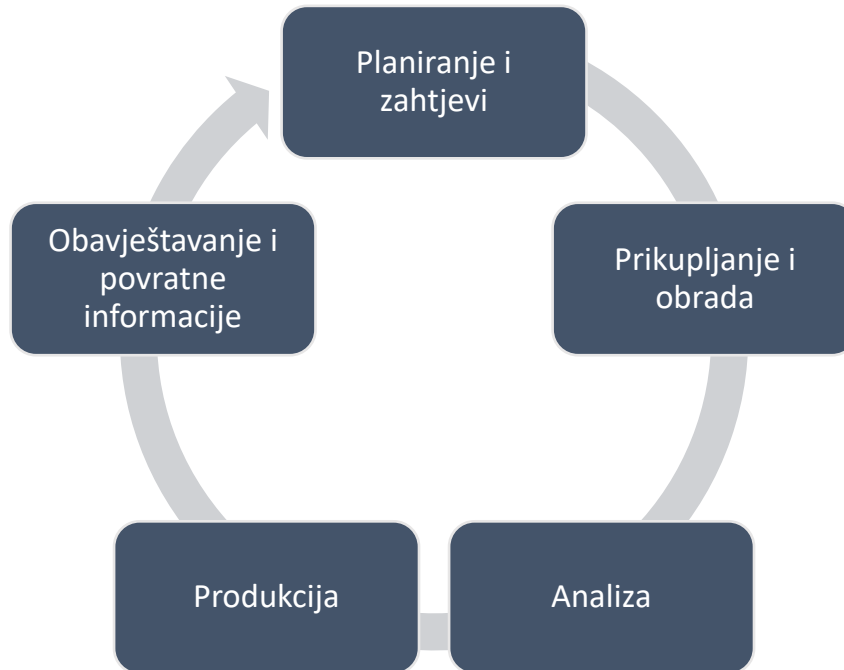 Planiranje i
zahtjevi
Prikupljanje i
obrada
Analiza
Produkcija
Obavještavanje i
povratne
informacije